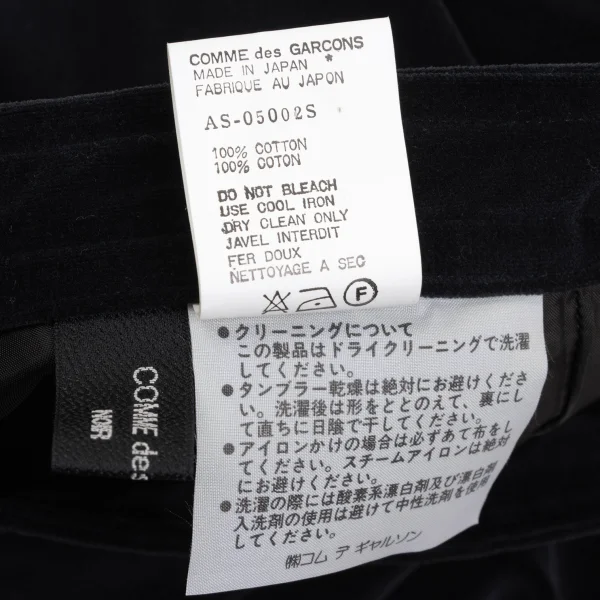 COMME des GARCONS
MADE IN JAPAN *
FABRIQUE AU JAPON
AS-05002S
100% COTTON
100% COTON
DO NOT BLEACH
USE COOL IRON
DRY CLEAN ONLY
JAVEL INTERDIT
FER DOUX
NETTOYAGE A SEC
F
●クリーニングについて
この製品はドライクリーニングで洗濯
してください。
●タンブラー乾燥は絶対にお避けくださ
い。洗濯後は形をととのえて、裏にし
て直ちに日陰で干してください。
●アイロンかけの場合は必ずあて布をし
てください。スチームアイロンは絶対
にお避けください。
●洗濯の際には酸素系漂白剤及び漂白剤
入洗剤の使用は避けて中性洗剤を使用
してください。
㈱コム デ ギャルソン
COMME des
NOIR